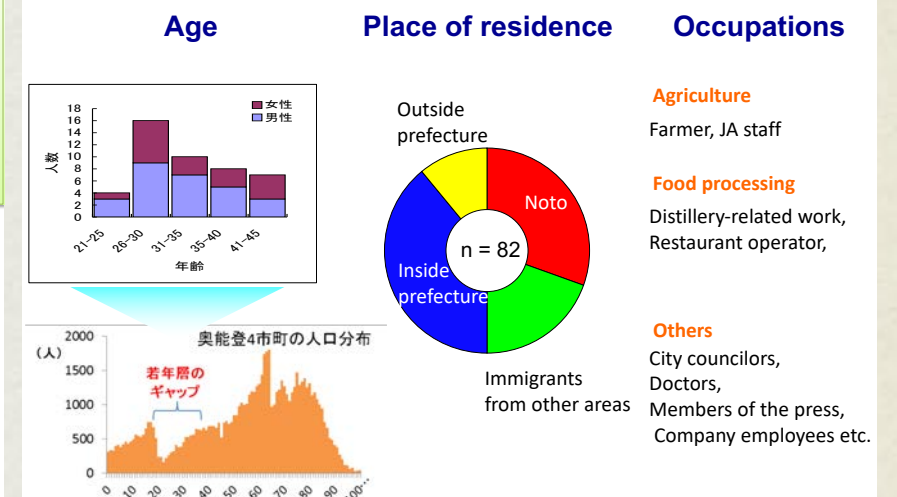 Age
Place of residence
Occupations
女性
男性
18
16
14
12
10
8
6
4
2
0
人数
21-25
26-30
31-35
35-40
41-45
年齢
奥能登4市町の人口分布
(人)
2000
1500
1000
500
0
若年層の
ギャップ
0
10
20
30
40
50
60
70
80
90
100…
Outside
prefecture
Noto
n = 82
Inside
prefecture
Immigrants
from other areas
Agriculture
Farmer, JA staff
Food processing
Distillery-related work,
Restaurant operator,
Others
City councilors,
Doctors,
Members of the press,
Company employees etc.